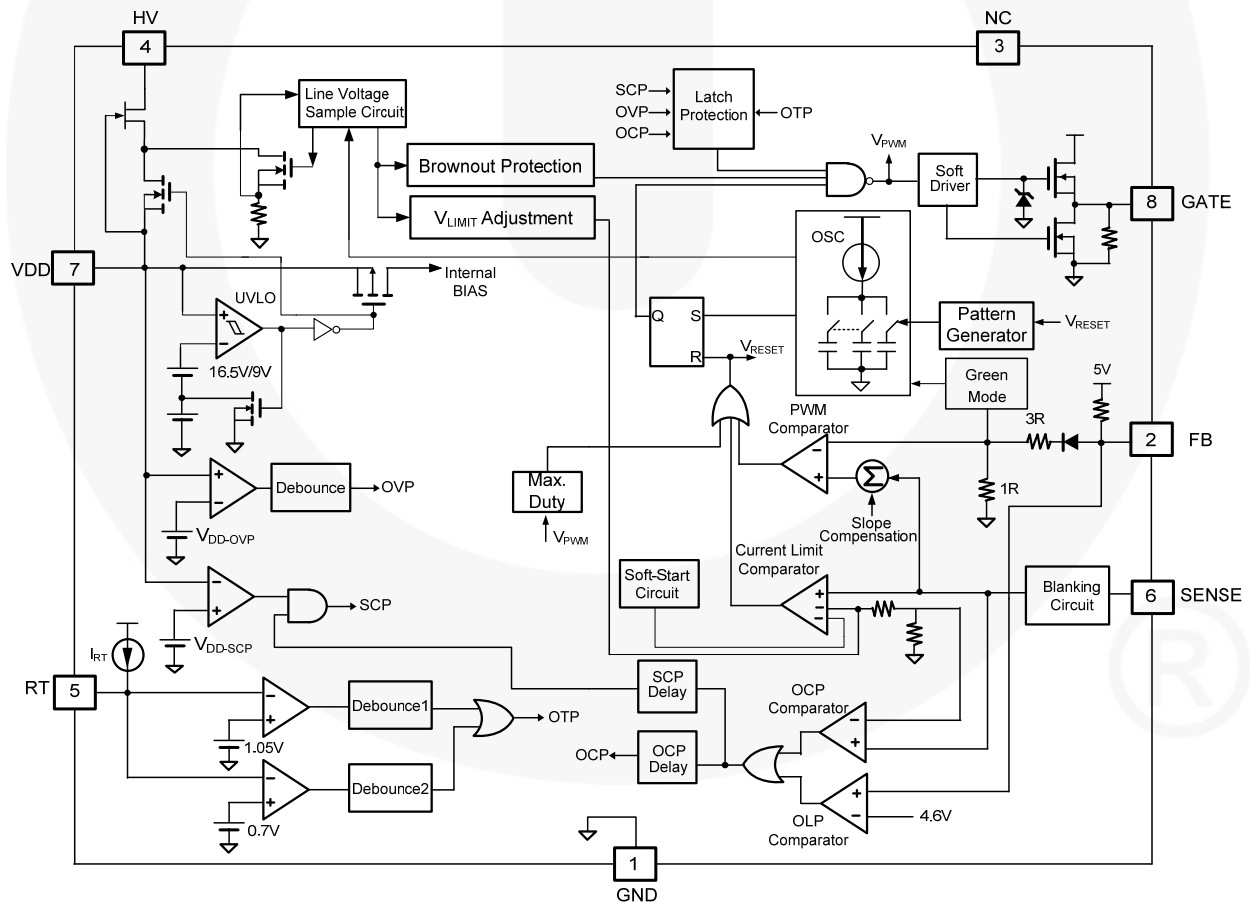 HV
4
NC
3
Line Voltage
Sample Circuit
SCP
OVP
OCP
Latch
Protection
OTP
Brownout Protection
VLIMIT Adjustment
VPWM
Soft
Driver
8
GATE
OSC
VDD
7
Internal
BIAS
UVLO
16.5V/9V
Q
S
R
VRESET
Pattern
Generator
VRESET
Green
Mode
5V
3R
2
FB
1R
PWM
Comparator
Σ
Slope
Compensation
Max.
Duty
VPWM
Debounce
OVP
VDD-OVP
Current Limit
Comparator
Soft-Start
Circuit
Blanking
Circuit
6
SENSE
SCP
VDD-SCP
IRT
RT
5
SCP
Delay
OCP
Comparator
Debounce1
OTP
1.05V
OCP
OCP
Delay
Debounce2
0.7V
4.6V
OLP
Comparator
1
GND
®